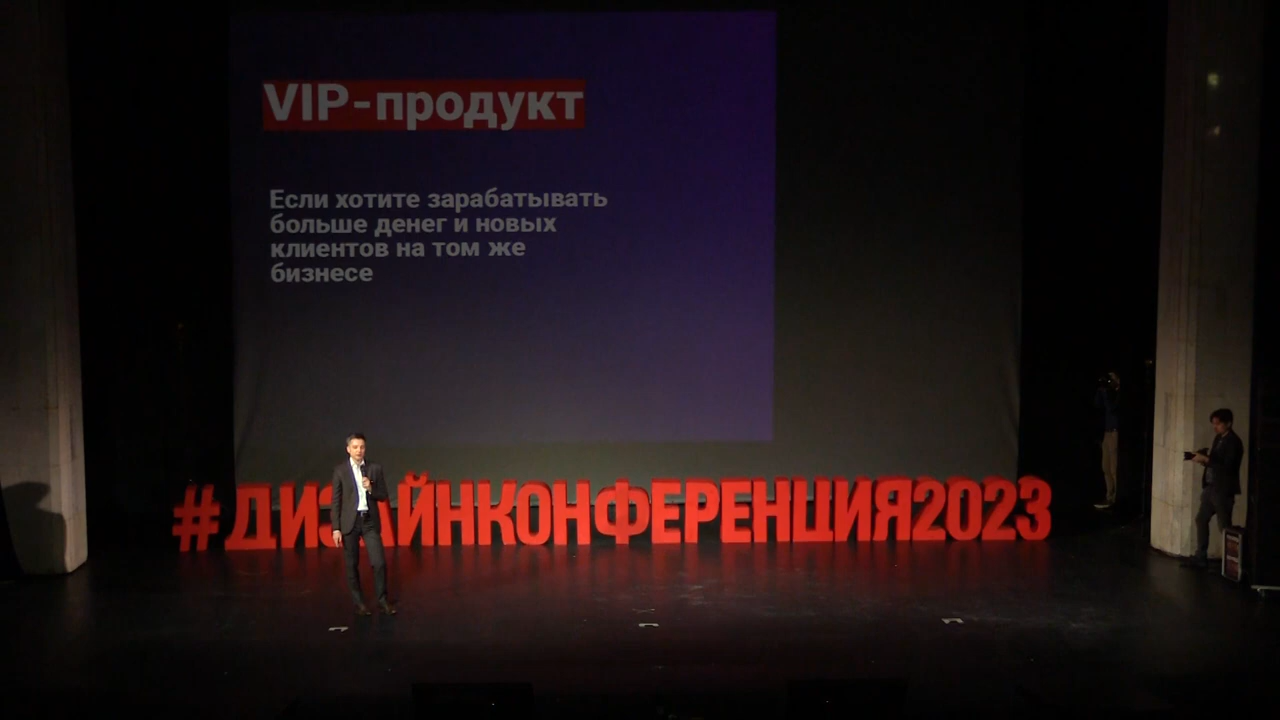 VIP-продукт
Если хотите зарабатывать
больше денег и новых
клиентов на том же
бизнесе
#ДИЗАЙНКОНФЕРЕНЦИЯ2023